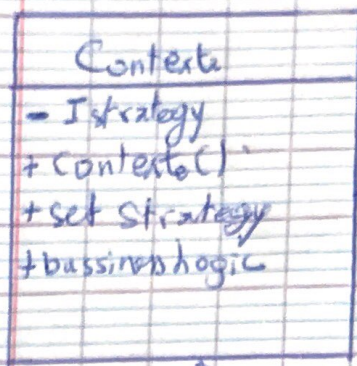 Contexte
- Istrategy
+ Contexte()
+ set Strategy
+ bussinesslogic